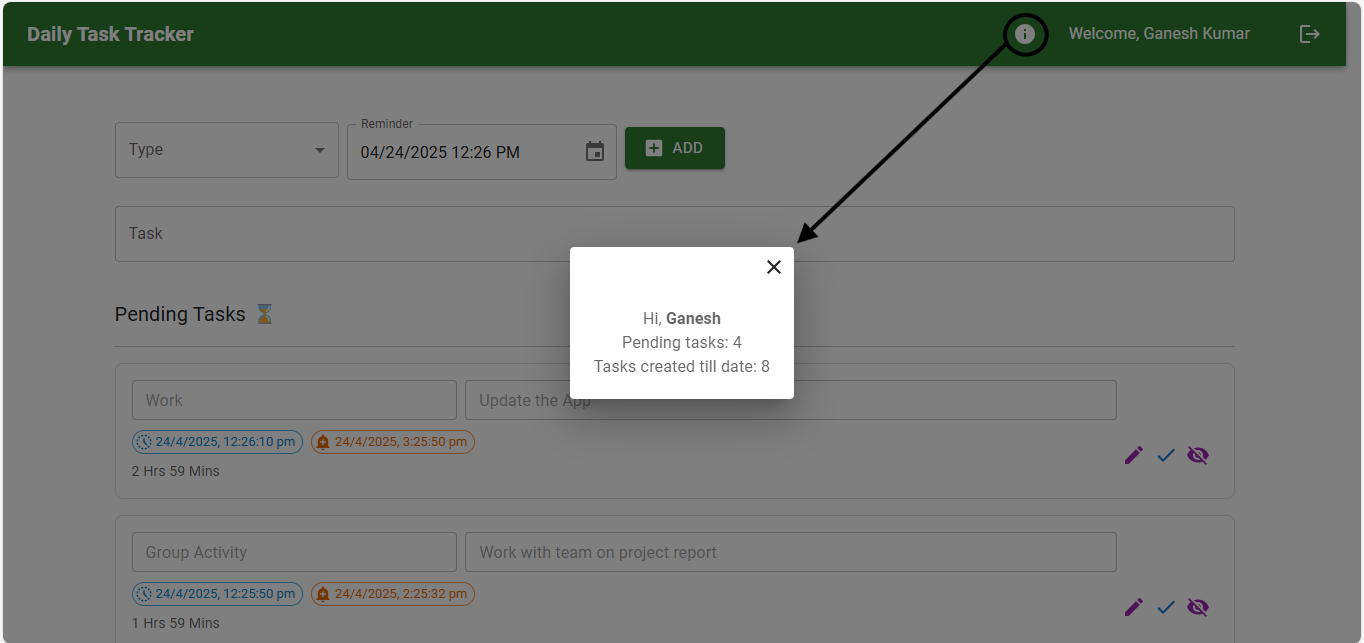 Daily Task Tracker
Welcome, Ganesh Kumar
Type
Reminder
04/24/2025 12:26 PM
ADD
Task
Hi, Ganesh
Pending tasks: 4
Tasks created till date: 8
Pending Tasks
Work
Update the App
24/4/2025, 12:26:10 pm
24/4/2025, 3:25:50 pm
2 Hrs 59 Mins
Group Activity
Work with team on project report
24/4/2025, 12:25:50 pm
24/4/2025, 2:25:32 pm
1 Hrs 59 Mins